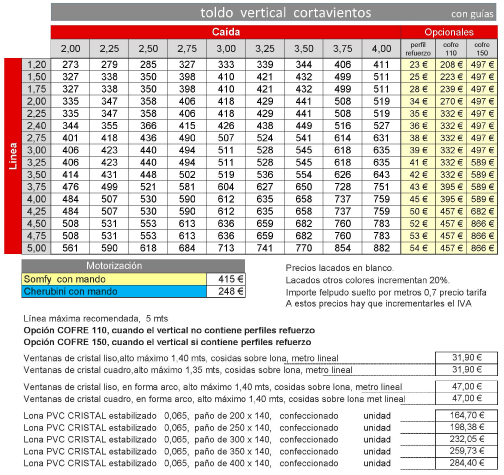 toldo vertical cortavientos con guías
Caída Opcionales
2,00 2,25 2,50 2,75 3,00 3,25 3,50 3,75 4,00 perfil refuerzo cofre 110 cofre 150
Línea
1,20 273 279 285 327 333 339 344 406 411 23 € 208 € 497 €
1,50 327 338 350 398 410 421 432 499 511 25 € 223 € 497 €
1,75 327 338 350 398 410 421 432 499 511 28 € 239 € 497 €
2,00 335 347 358 406 418 429 441 508 519 34 € 270 € 497 €
2,25 335 347 358 406 418 429 441 508 519 35 € 332 € 497 €
2,40 344 355 366 415 426 438 449 516 527 36 € 332 € 497 €
2,75 401 418 436 490 507 524 541 614 631 38 € 332 € 497 €
3,00 406 423 440 494 511 528 545 618 635 39 € 332 € 497 €
3,25 406 423 440 494 511 528 545 618 635 41 € 332 € 589 €
3,50 414 431 448 502 519 536 554 626 643 42 € 332 € 589 €
3,75 476 499 521 581 604 627 650 728 751 43 € 395 € 589 €
4,00 484 507 530 590 612 635 658 737 759 45 € 395 € 589 €
4,25 484 507 530 590 612 635 658 737 759 50 € 457 € 682 €
4,50 508 531 553 613 636 659 682 760 783 52 € 457 € 866 €
4,75 508 531 553 613 636 659 682 760 783 53 € 457 € 866 €
5,00 561 590 618 684 713 741 770 854 882 54 € 457 € 866 €
Motorización
Somfy con mando 415 €
Cherubini con mando 248 €
Precios lacados en blanco.
Lacados otros colores incrementan 20%.
Importe felpudo suelto por metros 0,7 precio tarifa
A estos precios hay que incrementarles el IVA
Línea máxima recomendada, 5 mts
Opción COFRE 110, cuando el vertical no contiene perfiles refuerzo
Opción COFRE 150, cuando el vertical si contiene perfiles refuerzo
Ventanas de cristal liso,alto máximo 1,40 mts, cosidas sobre lona, metro lineal 31,90 €
Ventanas de cristal cuadro,alto máximo 1,35 mts, cosidas sobre lona, metro lineal 31,90 €
Ventanas de cristal liso, en forma arco, alto máximo 1,40 mts, cosidas sobre lona, metro lineal 47,00 €
Ventanas de cristal cuadro, en forma arco, alto máximo 1,40 mts, cosidas sobre lona met lineal 47,00 €
Lona PVC CRISTAL estabilizado 0,065, paño de 200 x 140, confeccionado unidad 164,70 €
Lona PVC CRISTAL estabilizado 0,065, paño de 250 x 140, confeccionado unidad 198,38 €
Lona PVC CRISTAL estabilizado 0,065, paño de 300 x 140, confeccionado unidad 232,05 €
Lona PVC CRISTAL estabilizado 0,065, paño de 350 x 140, confeccionado unidad 259,73 €
Lona PVC CRISTAL estabilizado 0,065, paño de 400 x 140, confeccionado unidad 284,40 €